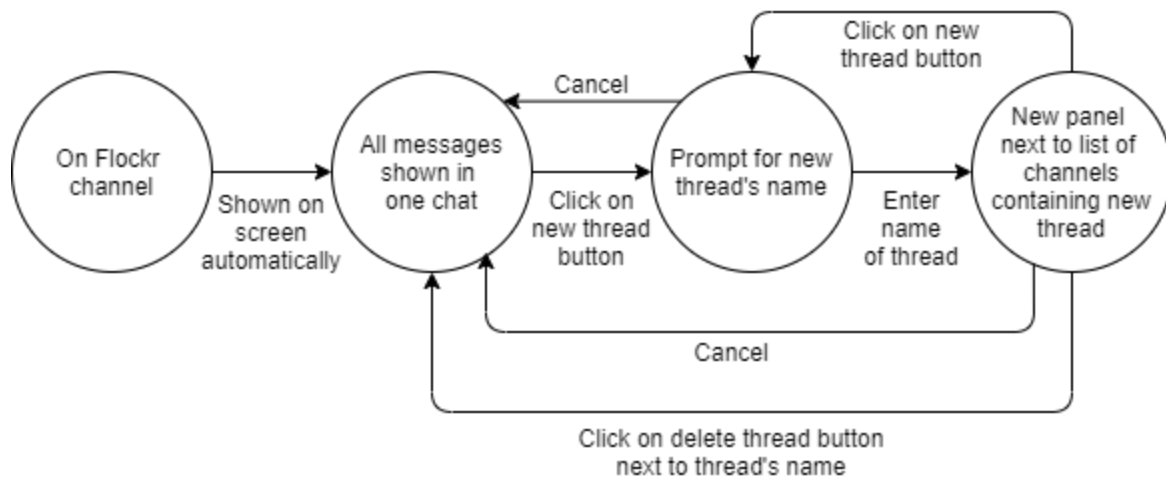 Click on new
thread button
Cancel
On Flockr
channel
Shown on
screen
automatically
All messages
shown in
one chat
Click on
new thread
button
Prompt for new
thread's name
Enter
name
of thread
New panel
next to list of
channels
containing new
thread
Cancel
Click on delete thread button
next to thread's name